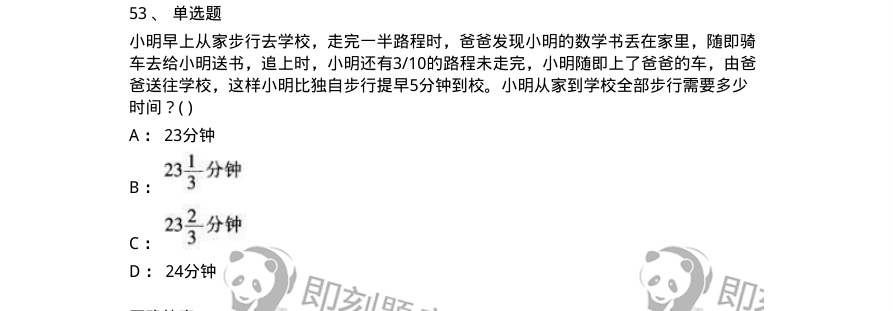 53 、 单选题
小明早上从家步行去学校，走完一半路程时，爸爸发现小明的数学书丢在家里，随即骑
车去给小明送书，追上时，小明还有3/10的路程未走完，小明随即上了爸爸的车，由爸
爸送往学校，这样小明比独自步行提早5分钟到校。小明从家到学校全部步行需要多少
时间？( )
A： 23分钟
B： 23 1/3 分钟
C： 23 2/3 分钟
D： 24分钟
即刻题 即刻